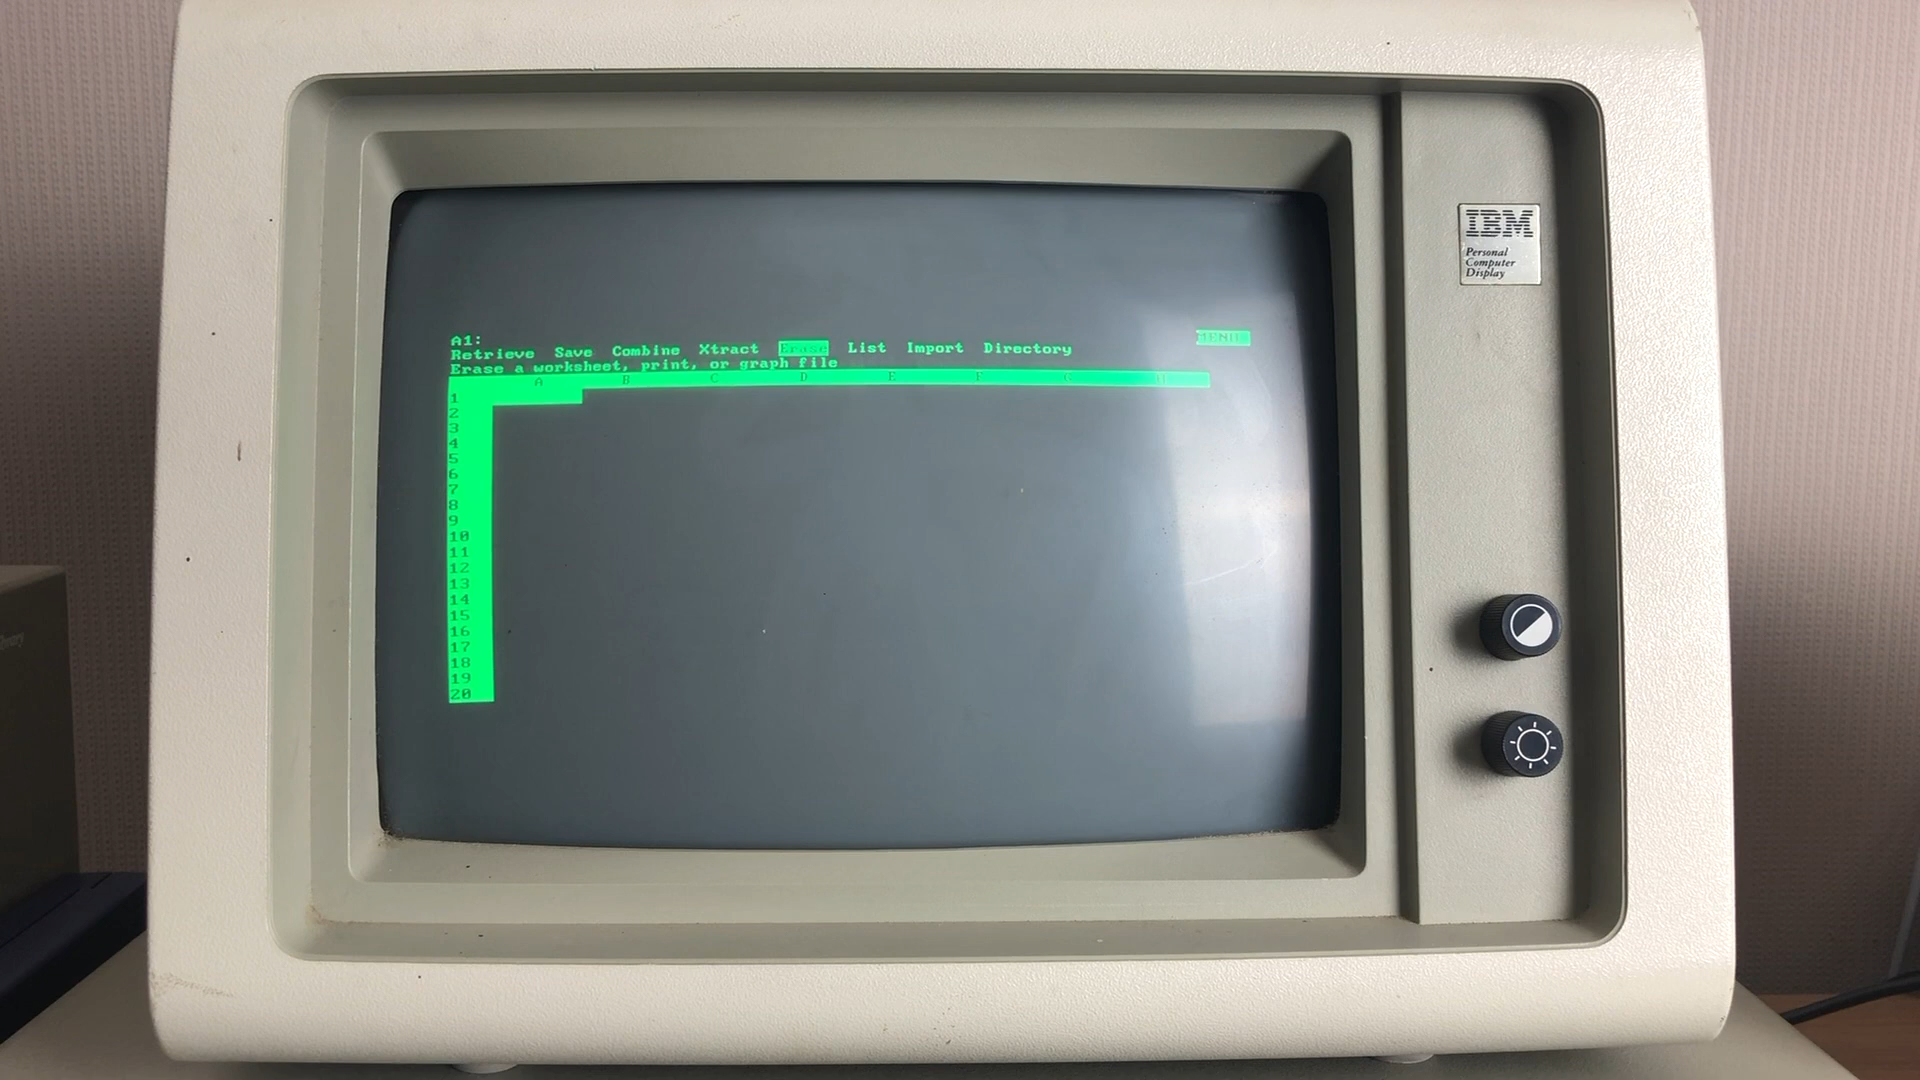 A1: MENU
Retrieve Save Combine Xtract Erase List Import Directory
Erase a worksheet, print, or graph file
A B C D E F G H
1
2
3
4
5
6
7
8
9
10
11
12
13
14
15
16
17
18
19
20
IBM
Personal
Computer
Display